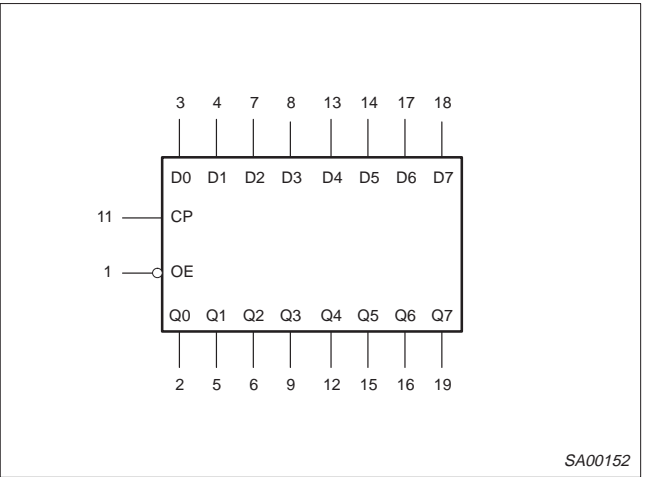 3 4 7 8 13 14 17 18
D0 D1 D2 D3 D4 D5 D6 D7
11 CP
1 OE
Q0 Q1 Q2 Q3 Q4 Q5 Q6 Q7
2 5 6 9 12 15 16 19
SA00152